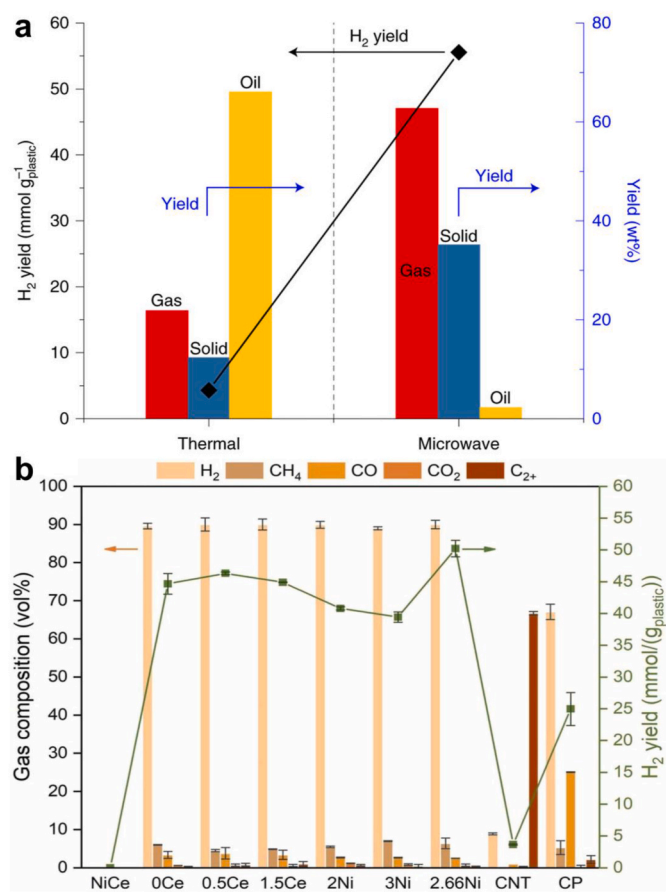 a
H₂ yield (mmol g⁻¹plastic)
60
50
40
30
20
10
0
H₂ yield
Oil
Yield
Gas
Solid
Yield
Solid
Gas
Oil
80
60
40
20
0
Yield (wt%)
Thermal
Microwave
b
H₂ CH₄ CO CO₂ C₂₊
Gas composition (vol%)
100
90
80
70
60
50
40
30
20
10
0
60
54
50
45
40
35
30
25
20
15
10
5
0
H₂ yield (mmol/(gplastic)
NiCe 0Ce 0.5Ce 1.5Ce 2Ni 3Ni 2.66Ni CNT CP